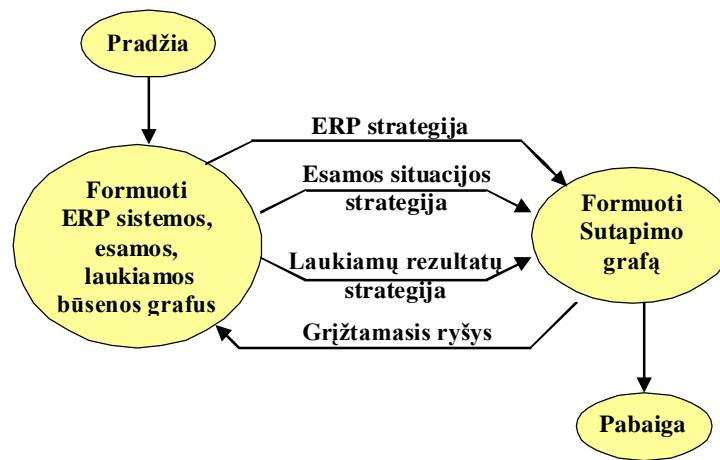 Pradžia
ERP strategija
Esamos situacijos
strategija
Formuoti
ERP sistemos,
esamos,
laukiamos
būsenos grafus
Formuoti
Sutapimo
grafą
Laukiamų rezultatų
strategija
Grįžtamasis ryšys
Pabaiga